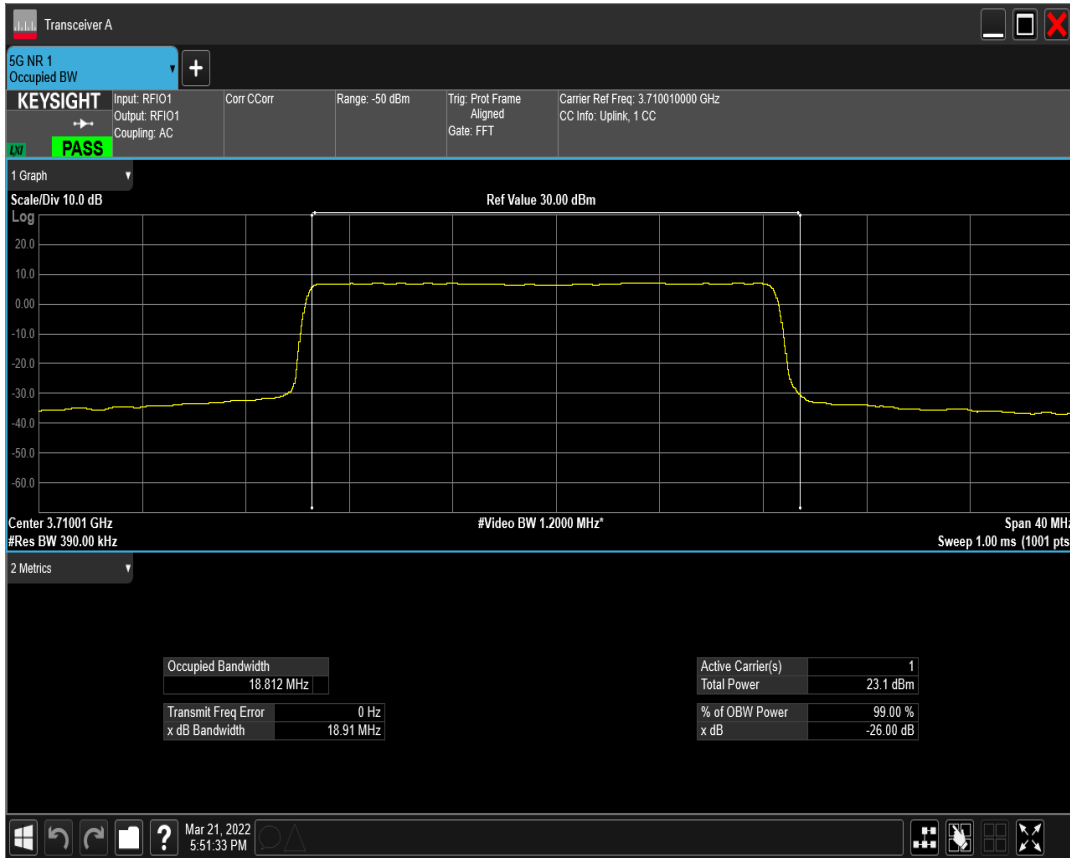 Transceiver A
5G NR 1
Occupied BW
KEYSIGHT
LXI
PASS
Input: RFIO1
Output: RFIO1
Coupling: AC
Corr CCorr
Range: -50 dBm
Trig: Prot Frame
Aligned
Gate: FFT
Carrier Ref Freq: 3.710010000 GHz
CC Info: Uplink, 1 CC
1 Graph
Scale/Div 10.0 dB
Ref Value 30.00 dBm
Log
20.0
10.0
0.00
-10.0
-20.0
-30.0
-40.0
-50.0
-60.0
Center 3.71001 GHz
#Video BW 1.2000 MHz*
Span 40 MHz
#Res BW 390.00 kHz
Sweep 1.00 ms (1001 pts
2 Metrics
Occupied Bandwidth
18.812 MHz
Transmit Freq Error 0 Hz
x dB Bandwidth 18.91 MHz
Active Carrier(s) 1
Total Power 23.1 dBm
% of OBW Power 99.00 %
x dB -26.00 dB
?
Mar 21, 2022
5:51:33 PM